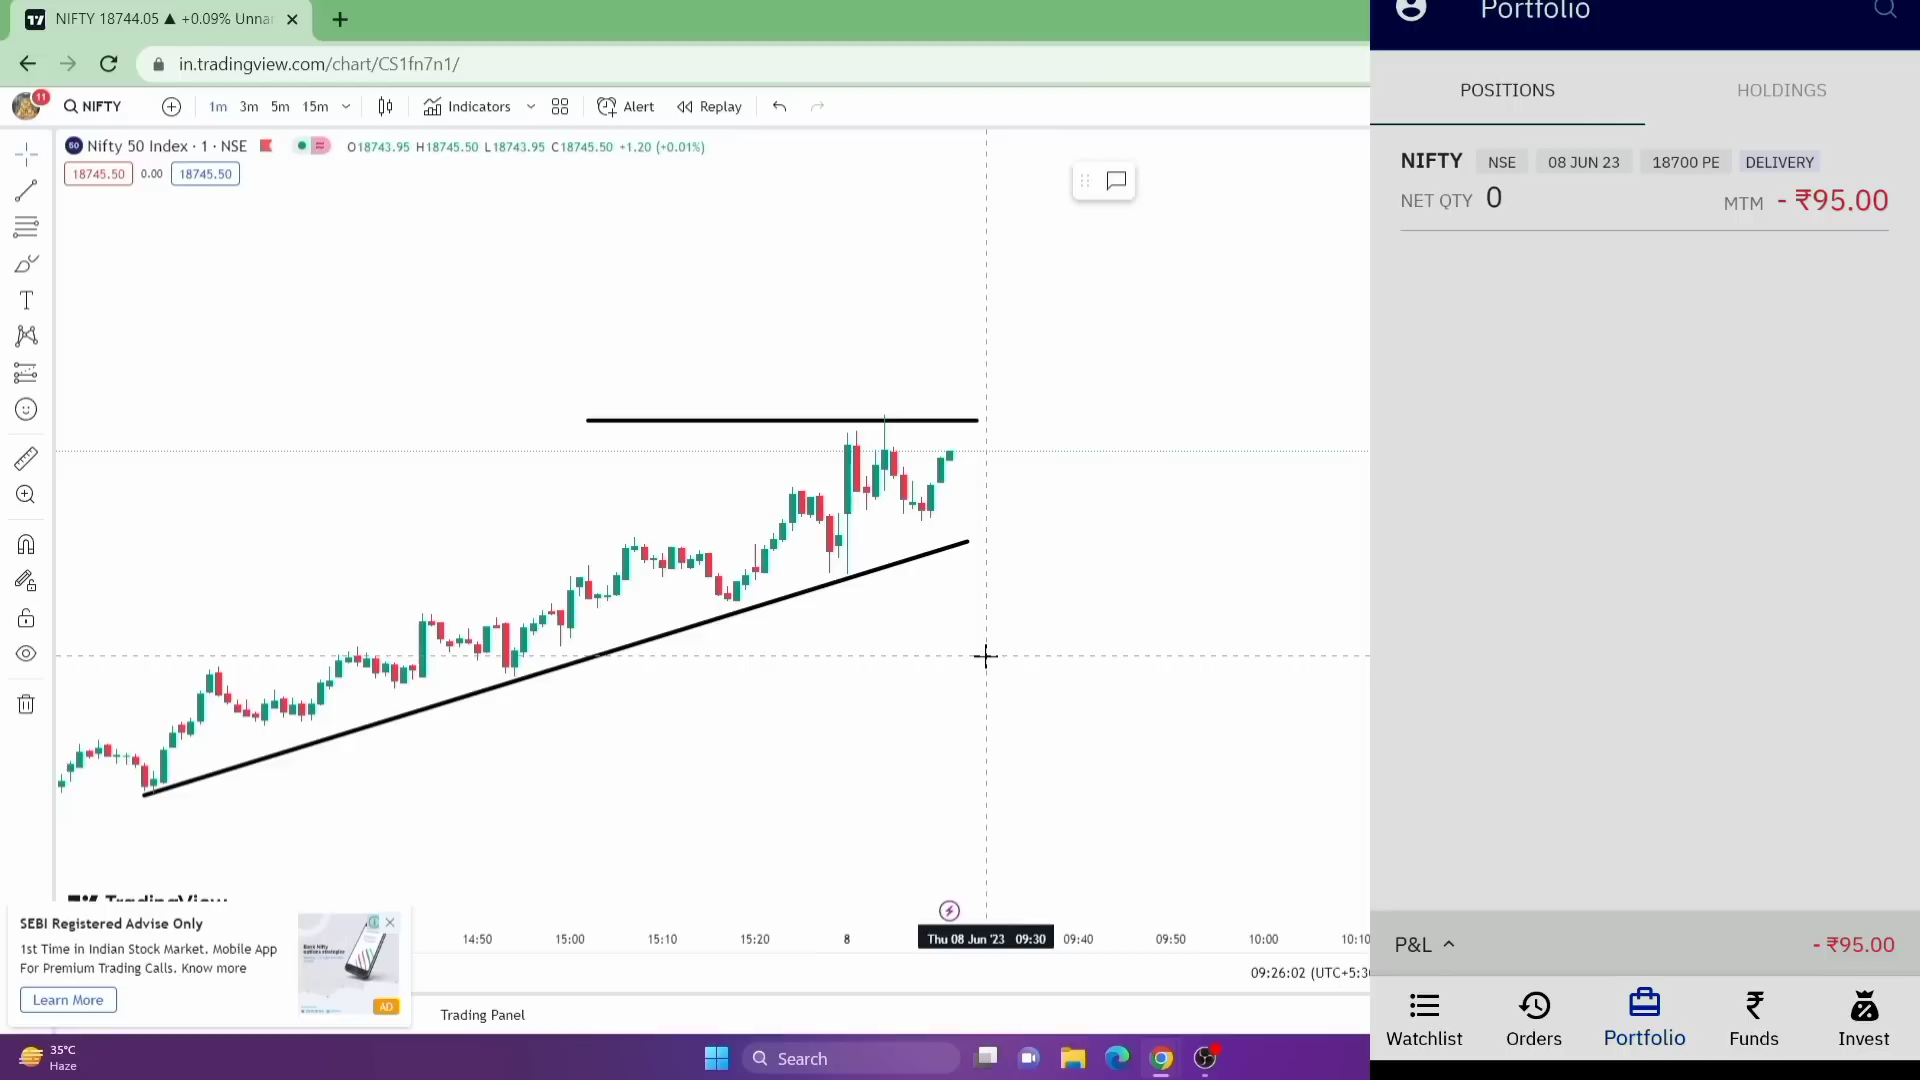 NIFTY 18744.05 ▲ +0.09% Unna
in.tradingview.com/chart/CS1fn7n1/
11
NIFTY 1m 3m 5m 15m Indicators Alert Replay
Nifty 50 Index · 1 · NSE O18743.95 H18745.50 L18743.95 C18745.50 +1.20 (+0.01%)
18745.50 0.00 18745.50
TradingView
SEBI Registered Advise Only
1st Time in Indian Stock Market. Mobile App
For Premium Trading Calls. Know more
Learn More
AD
14:50 15:00 15:10 15:20 8 Thu 08 Jun '23 09:30 09:40 09:50 10:00 10:10
09:26:02 (UTC+5:3
Trading Panel
35°C
Haze
Search
Portfolio
POSITIONS HOLDINGS
NIFTY NSE 08 JUN 23 18700 PE DELIVERY
NET QTY 0 MTM - ₹95.00
P&L - ₹95.00
Watchlist Orders Portfolio Funds Invest